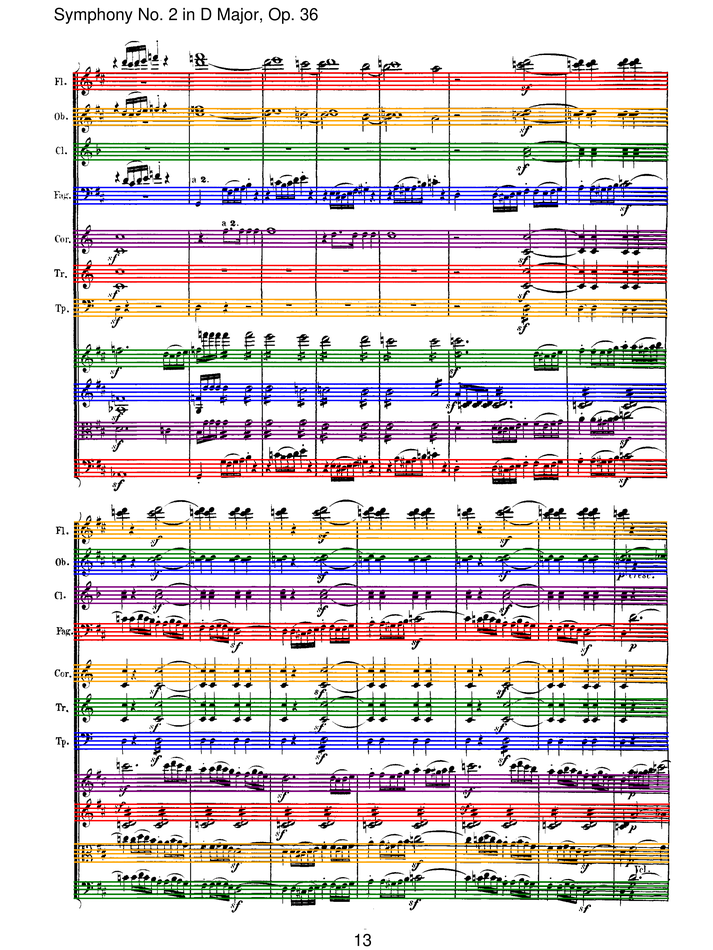 Symphony No. 2 in D Major, Op. 36
Fl.
Ob.
Cl.
a 2.
Fag.
a 2.
Cor.
sf
Tr.
sf
Tp.
sf
sf
sf
sf
Fl.
sf
Ob.
p cresc.
Cl.
Fag.
sf
p
Cor.
sf
Tr.
sf
Tp.
sf
sf
p
sf
sf
Vcl.
sf
p
13